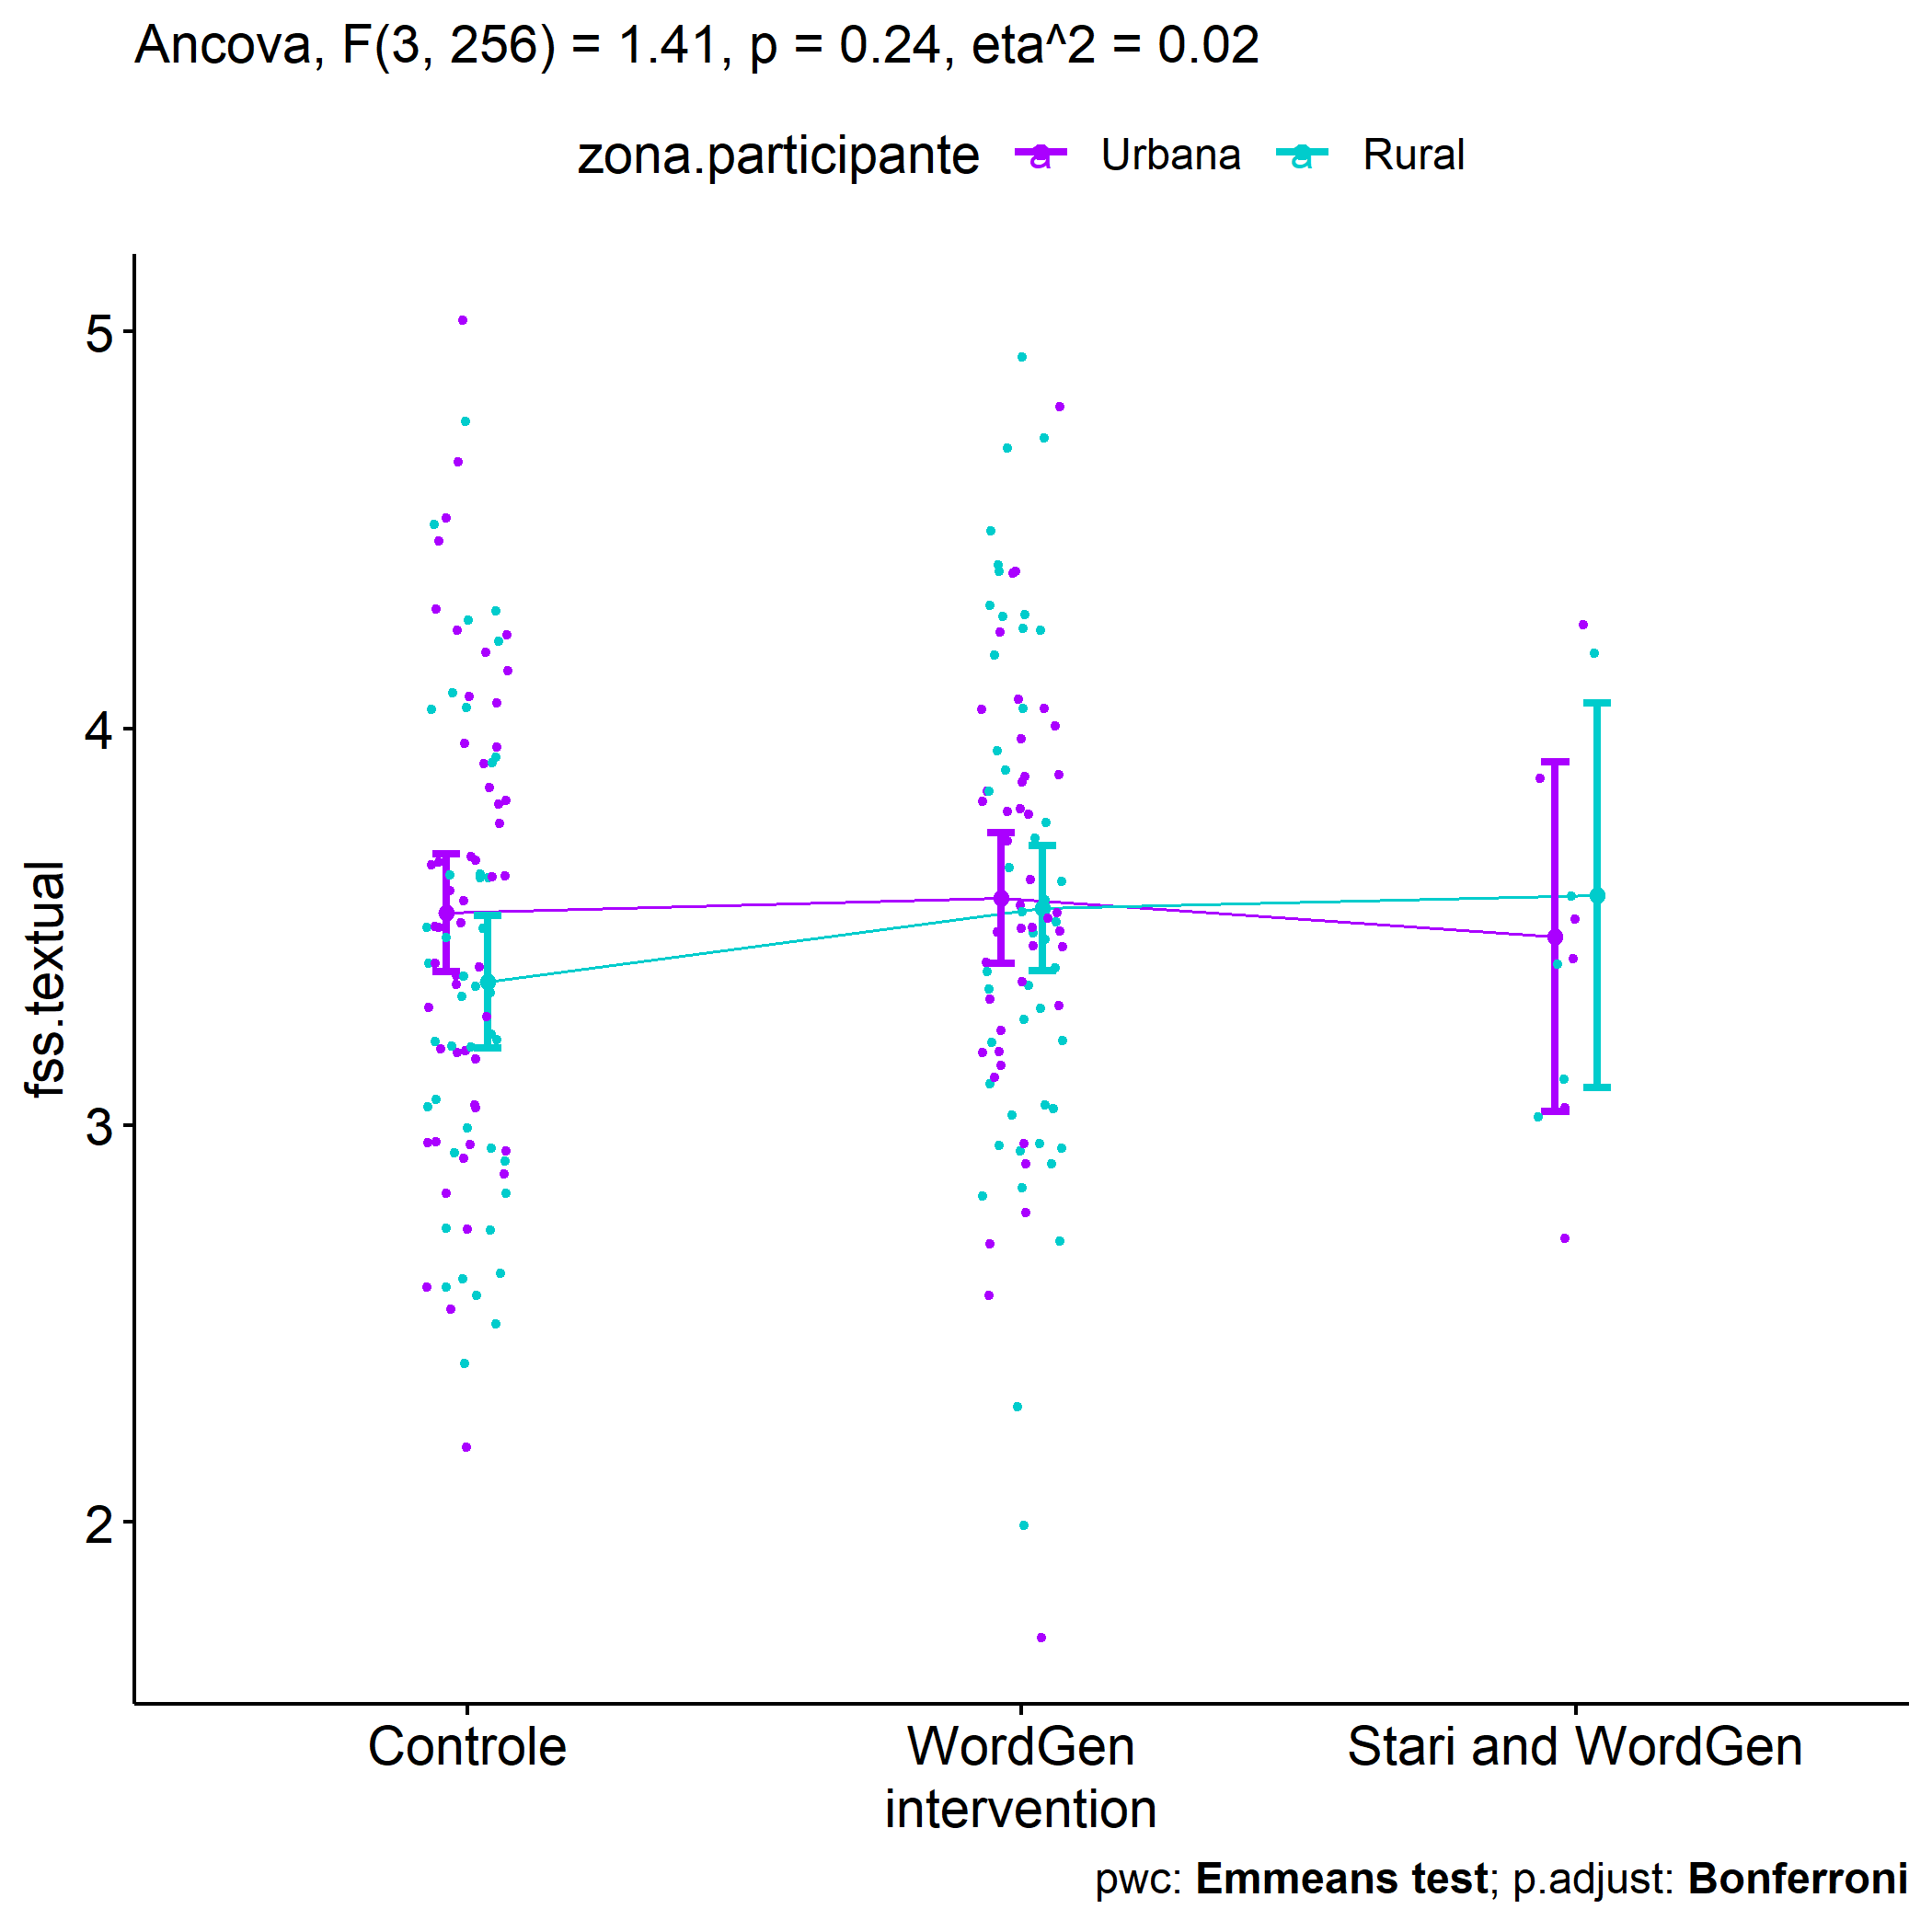 Ancova, F(3, 256) = 1.41, p = 0.24, eta^2 = 0.02
zona.participante a Urbana a Rural
5
4
3
2
fss.textual
Controle WordGen Stari and WordGen
intervention
pwc: Emmeans test; p.adjust: Bonferroni